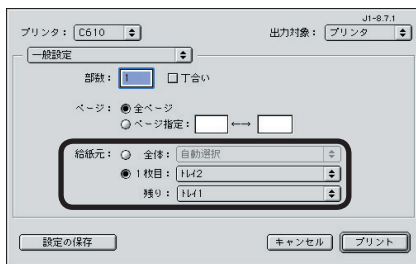 J1-8.7.1
プリンタ： C610 出力対象： プリンタ
一般設定
部数： 1 丁合い
ページ： 全ページ
ページ指定： ←→
給紙元： 全体： 自動選択
1枚目： トレイ2
残り： トレイ1
設定の保存 キャンセル プリント